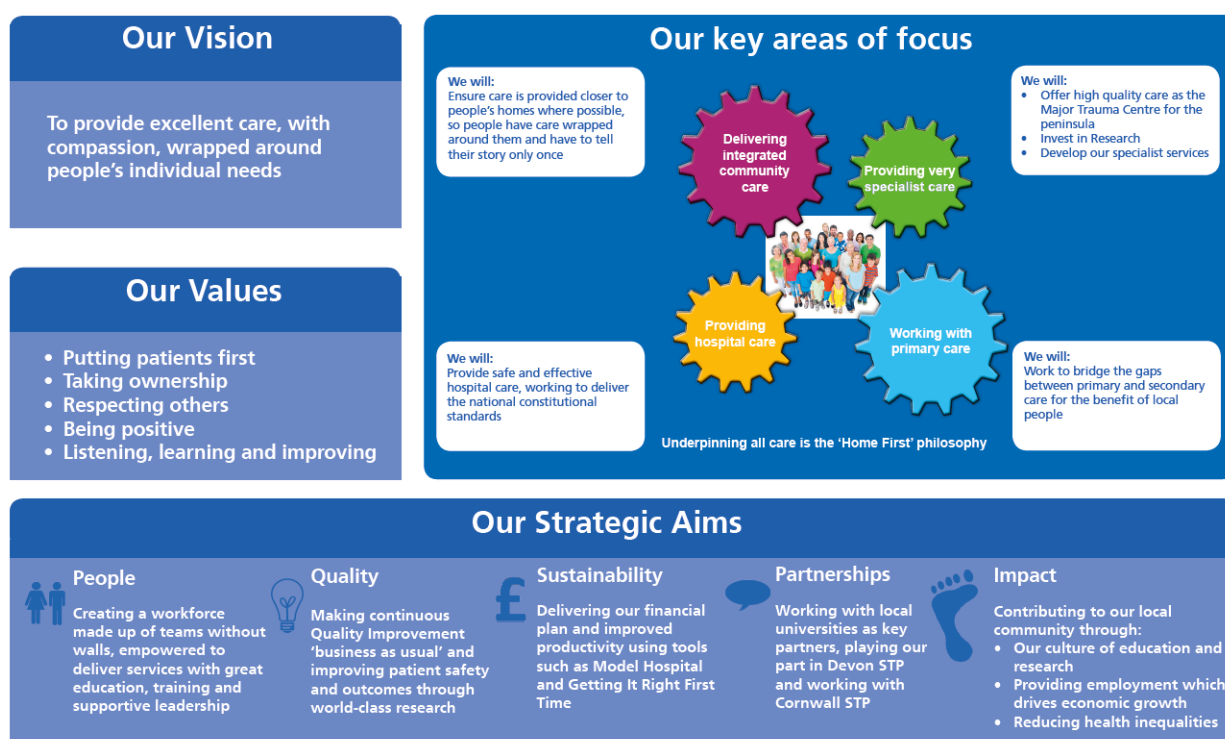 Our Vision
To provide excellent care, with
compassion, wrapped around
people's individual needs
Our Values
• Putting patients first
• Taking ownership
• Respecting others
• Being positive
• Listening, learning and improving
Our key areas of focus
We will:
Ensure care is provided closer to
people's homes where possible,
so people have care wrapped
around them and have to tell
their story only once
Delivering
integrated
community
care
Providing very
specialist care
We will:
• Offer high quality care as the
Major Trauma Centre for the
peninsula
• Invest in Research
• Develop our specialist services
We will:
Provide safe and effective
hospital care, working to deliver
the national constitutional
standards
Providing
hospital care
Working with
primary care
We will:
Work to bridge the gaps
between primary and secondary
care for the benefit of local
people
Underpinning all care is the 'Home First' philosophy
Our Strategic Aims
People
Creating a workforce
made up of teams without
walls, empowered to
deliver services with great
education, training and
supportive leadership
Quality
Making continuous
Quality Improvement
'business as usual' and
improving patient safety
and outcomes through
world-class research
£
Sustainability
Delivering our financial
plan and improved
productivity using tools
such as Model Hospital
and Getting It Right First
Time
Partnerships
Working with local
universities as key
partners, playing our
part in Devon STP
and working with
Cornwall STP
Impact
Contributing to our local
community through:
• Our culture of education and
research
• Providing employment which
drives economic growth
• Reducing health inequalities